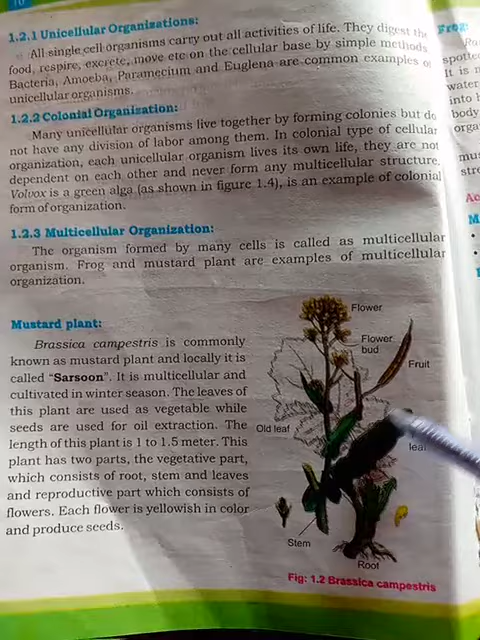 10
1.2.1 Unicellular Organizations:
All single cell organisms carry out all activities of life. They digest the
food, respire, excrete, move etc on the cellular base by simple methods
Bacteria, Amoeba, Paramecium and Euglena are common examples of
unicellular organisms.
1.2.2 Colonial Organization:
Many unicellular organisms live together by forming colonies but do
not have any division of labor among them. In colonial type of cellular
organization, each unicellular organism lives its own life, they are not
dependent on each other and never form any multicellular structure.
Volvox is a green alga (as shown in figure 1.4), is an example of colonial
form of organization.
1.2.3 Multicellular Organization:
The organism formed by many cells is called as multicellular
organism. Frog and mustard plant are examples of multicellular
organization.
Mustard plant:
Brassica campestris is commonly
known as mustard plant and locally it is
called "Sarsoon". It is multicellular and
cultivated in winter season. The leaves of
this plant are used as vegetable while
seeds are used for oil extraction. The
length of this plant is 1 to 1.5 meter. This
plant has two parts, the vegetative part,
which consists of root, stem and leaves
and reproductive part which consists of
flowers. Each flower is yellowish in color
and produce seeds.
Flower
Flower
bud
Fruit
Old leaf
leaf
Stem
Root
Fig: 1.2 Brassica campestris
Frog:
spotte
It is
water
into
body
orga
mus
stre